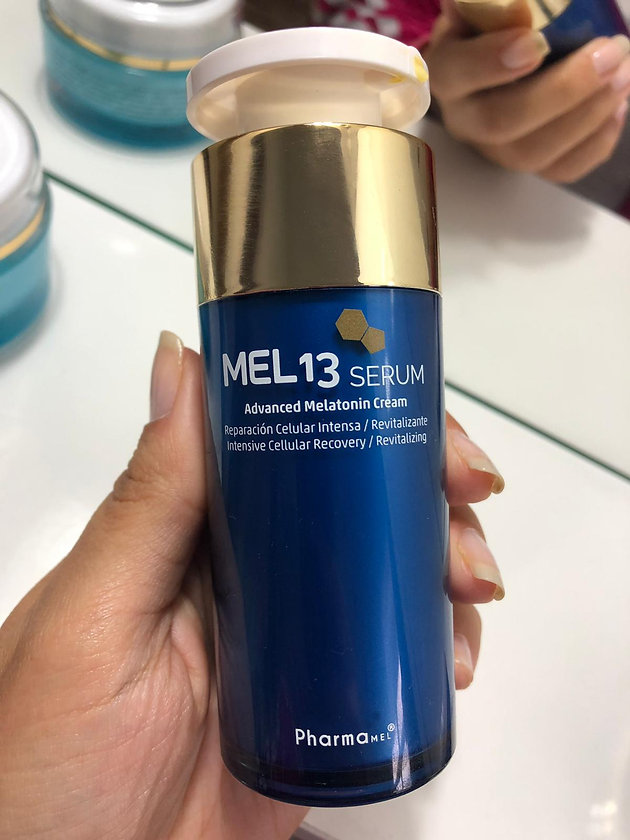 MEL13 SERUM
Advanced Melatonin Cream
Reparación Celular Intensa / Revitalizante
Intensive Cellular Recovery / Revitalizing
PharmaMEL®